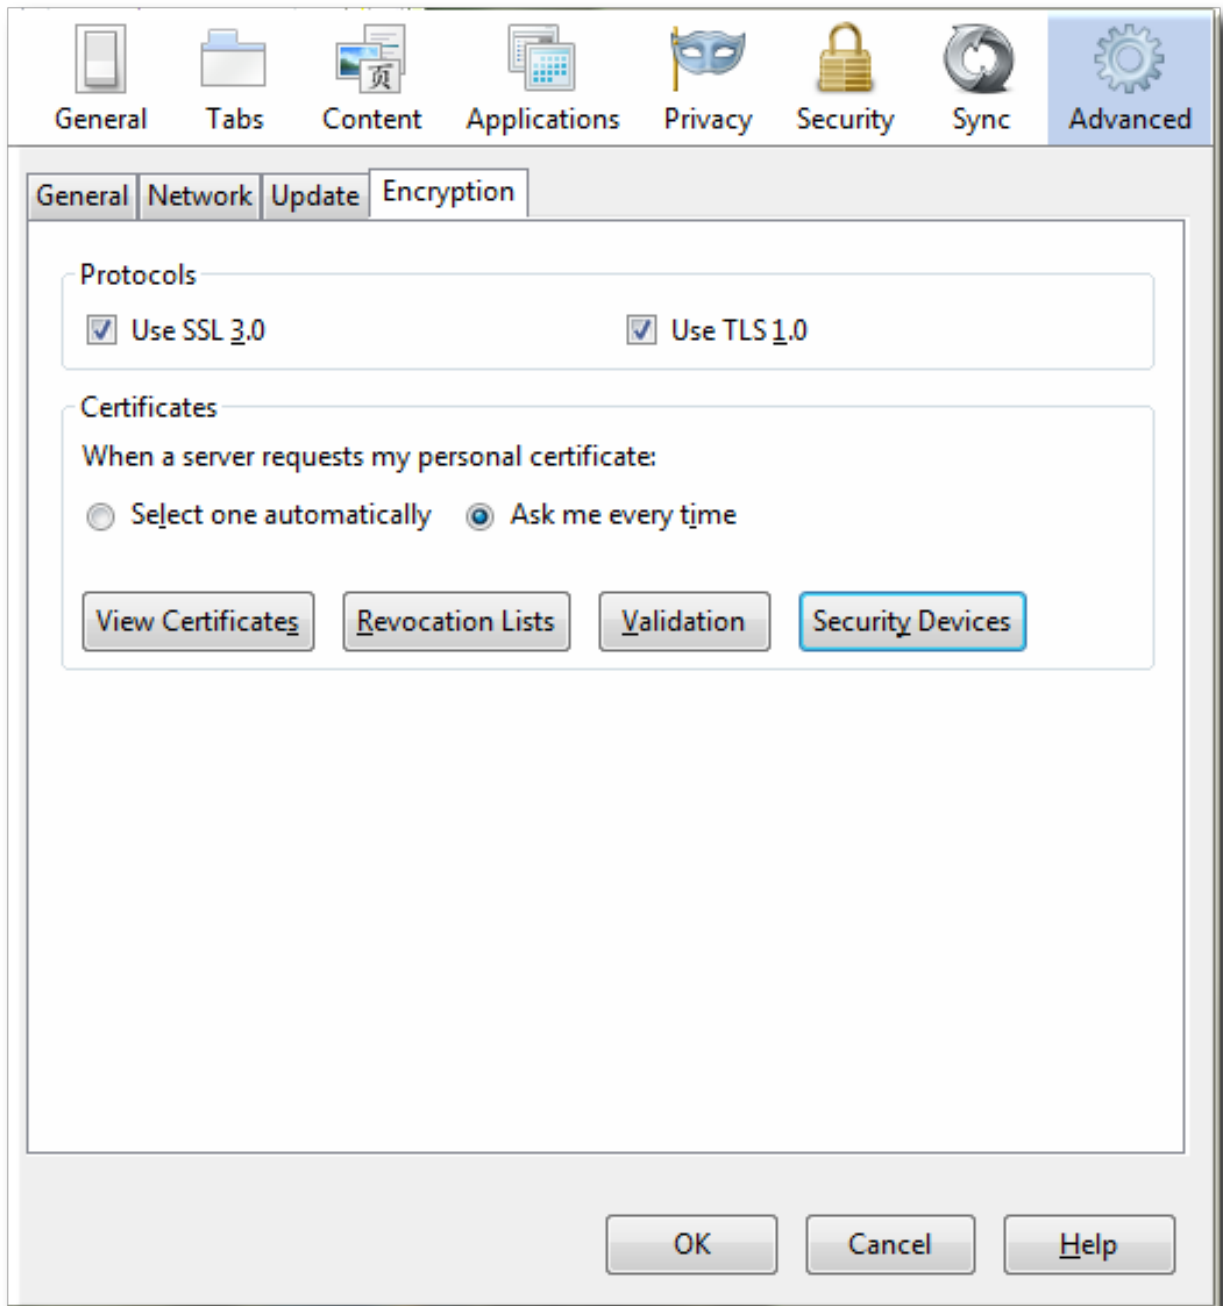 页
General Tabs Content Applications Privacy Security Sync Advanced
General Network Update Encryption
Protocols
Use SSL 3.0 Use TLS 1.0
Certificates
When a server requests my personal certificate:
Select one automatically Ask me every time
View Certificates Revocation Lists Validation Security Devices
OK Cancel Help